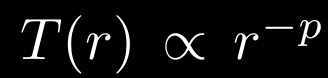 T(r) ∝ r^{-p}